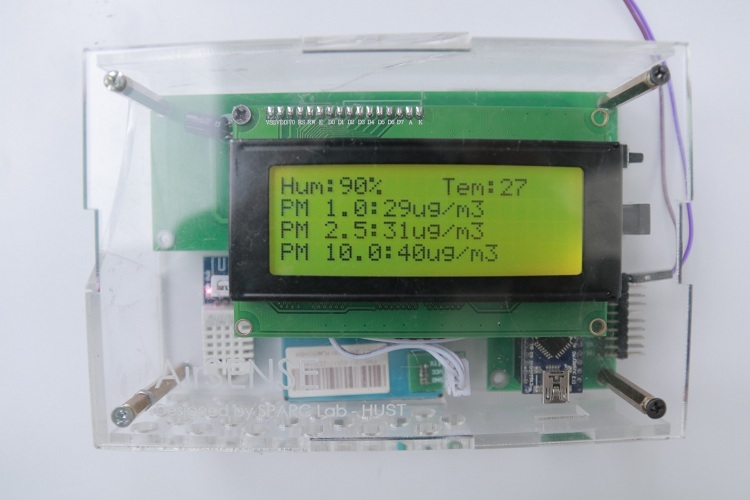 Hum:90% Tem:27
PM 1.0:29ug/m3
PM 2.5:31ug/m3
PM 10.0:40ug/m3
AirSENSE
Designed by SPARC Lab - HUST